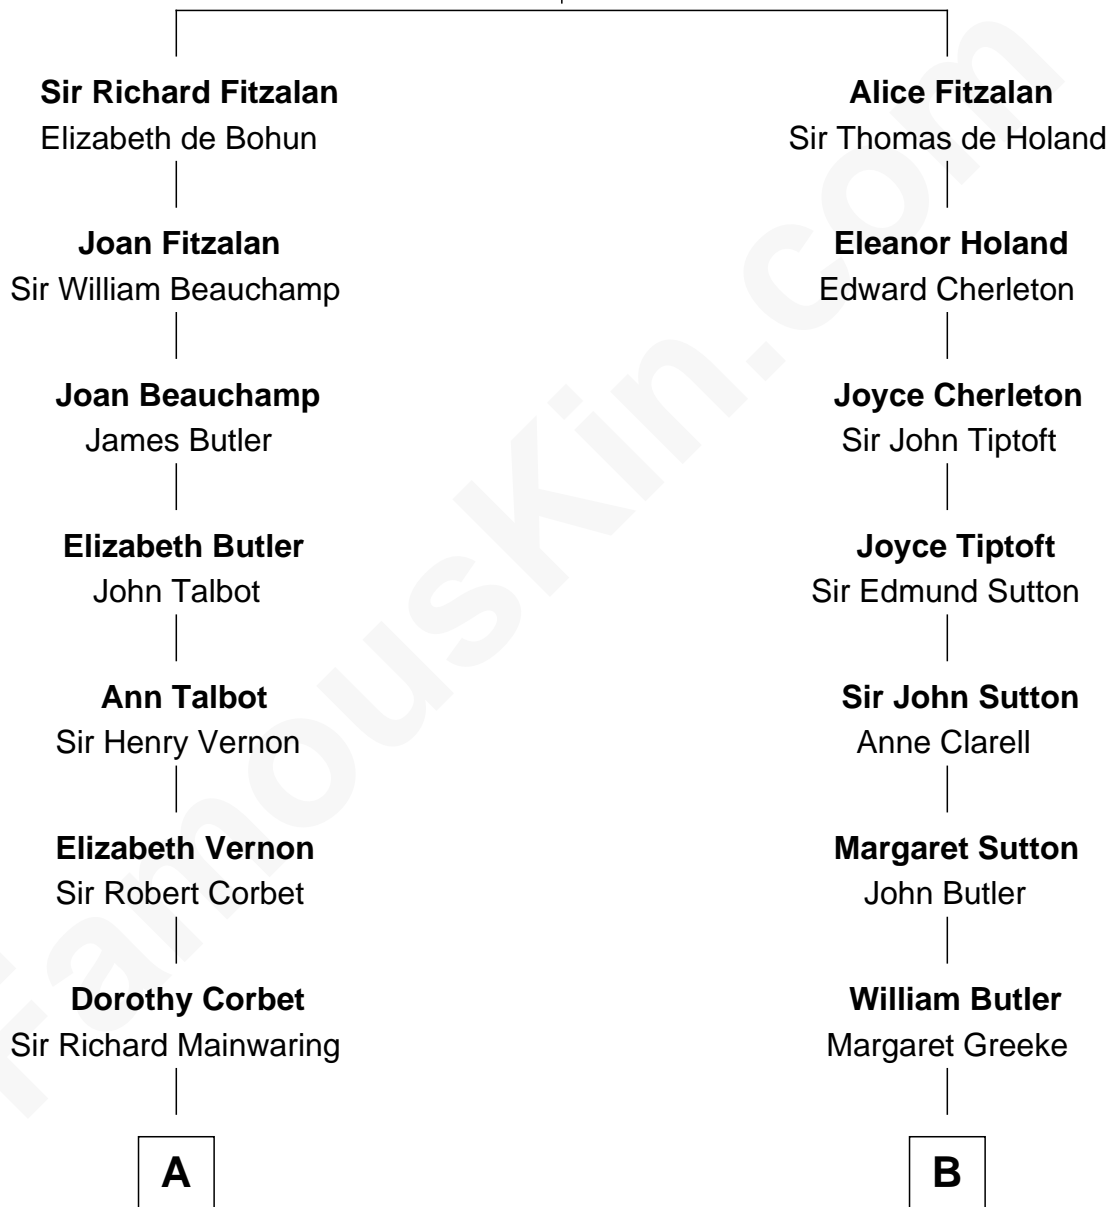 Sir Richard Fitzalan
Elizabeth de Bohun
Joan Fitzalan
Sir William Beauchamp
Joan Beauchamp
James Butler
Elizabeth Butler
John Talbot
Ann Talbot
Sir Henry Vernon
Elizabeth Vernon
Sir Robert Corbet
Dorothy Corbet
Sir Richard Mainwaring
A
Alice Fitzalan
Sir Thomas de Holand
Eleanor Holand
Edward Cherleton
Joyce Cherleton
Sir John Tiptoft
Joyce Tiptoft
Sir Edmund Sutton
Sir John Sutton
Anne Clarell
Margaret Sutton
John Butler
William Butler
Margaret Greeke
B
FamousKin.com